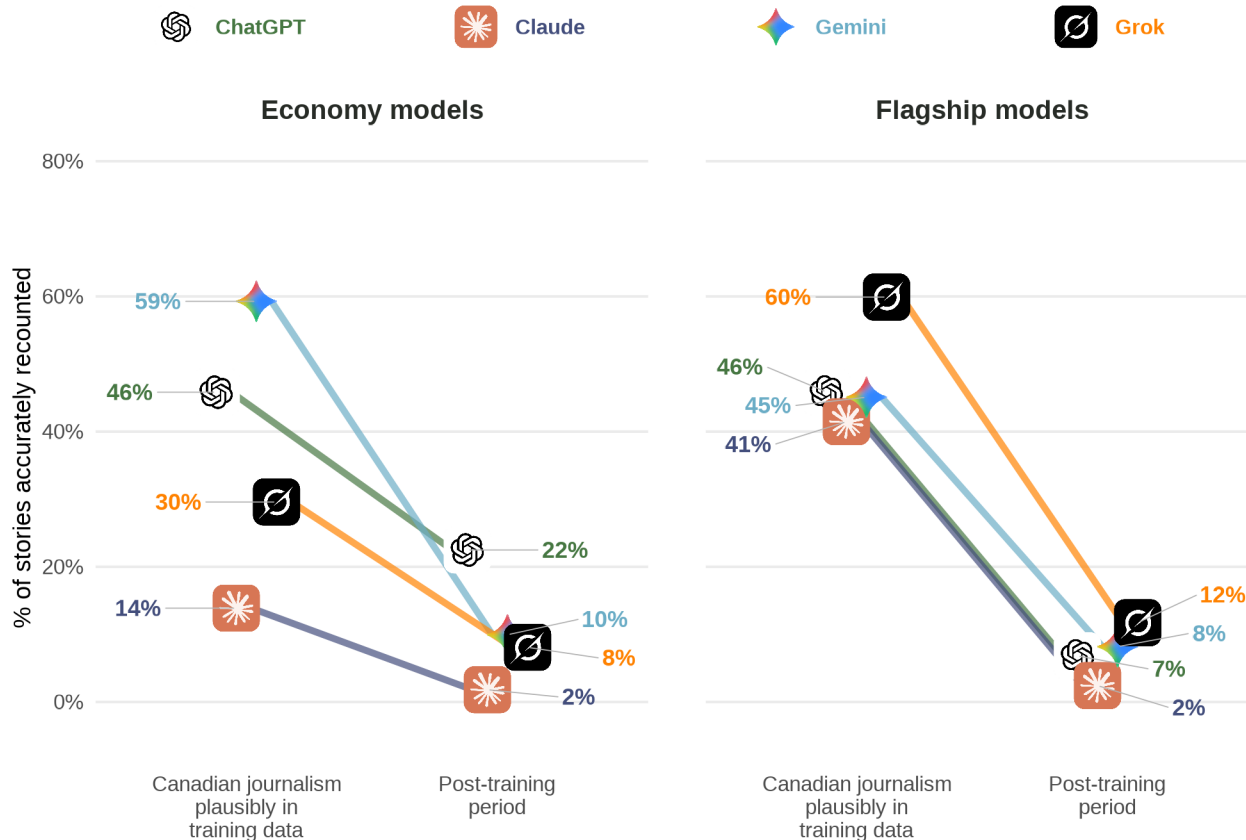 ChatGPT
Claude
Gemini
Grok
Economy models
Flagship models
% of stories accurately recounted
80%
60%
40%
20%
0%
59%
46%
30%
14%
22%
10%
8%
2%
60%
46%
45%
41%
12%
8%
7%
2%
Canadian journalism
plausibly in
training data
Post-training
period
Canadian journalism
plausibly in
training data
Post-training
period